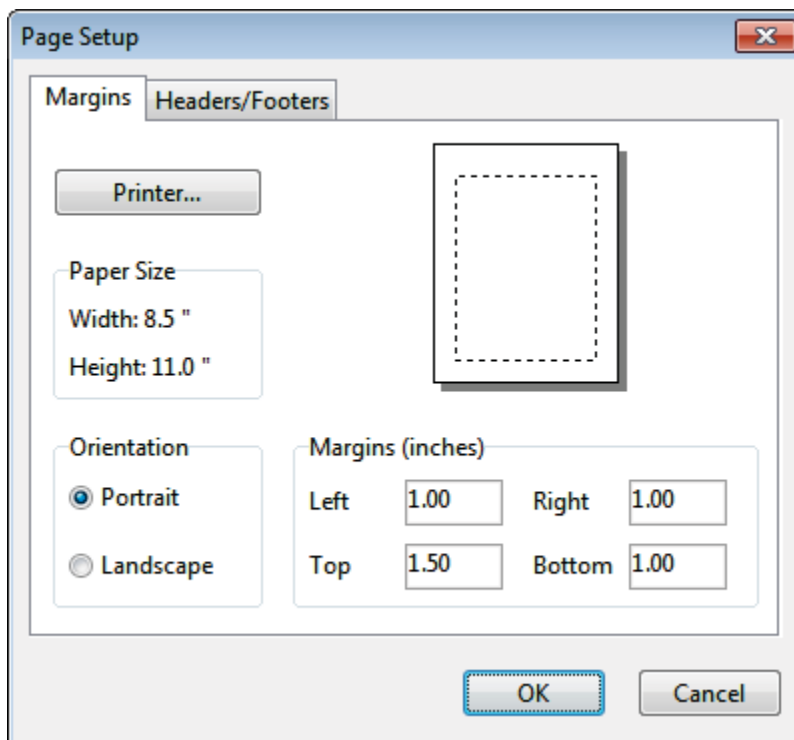 Page Setup
Margins Headers/Footers
Printer...
Paper Size
Width: 8.5 "
Height: 11.0 "
Orientation
Portrait
Landscape
Margins (inches)
Left 1.00 Right 1.00
Top 1.50 Bottom 1.00
OK Cancel